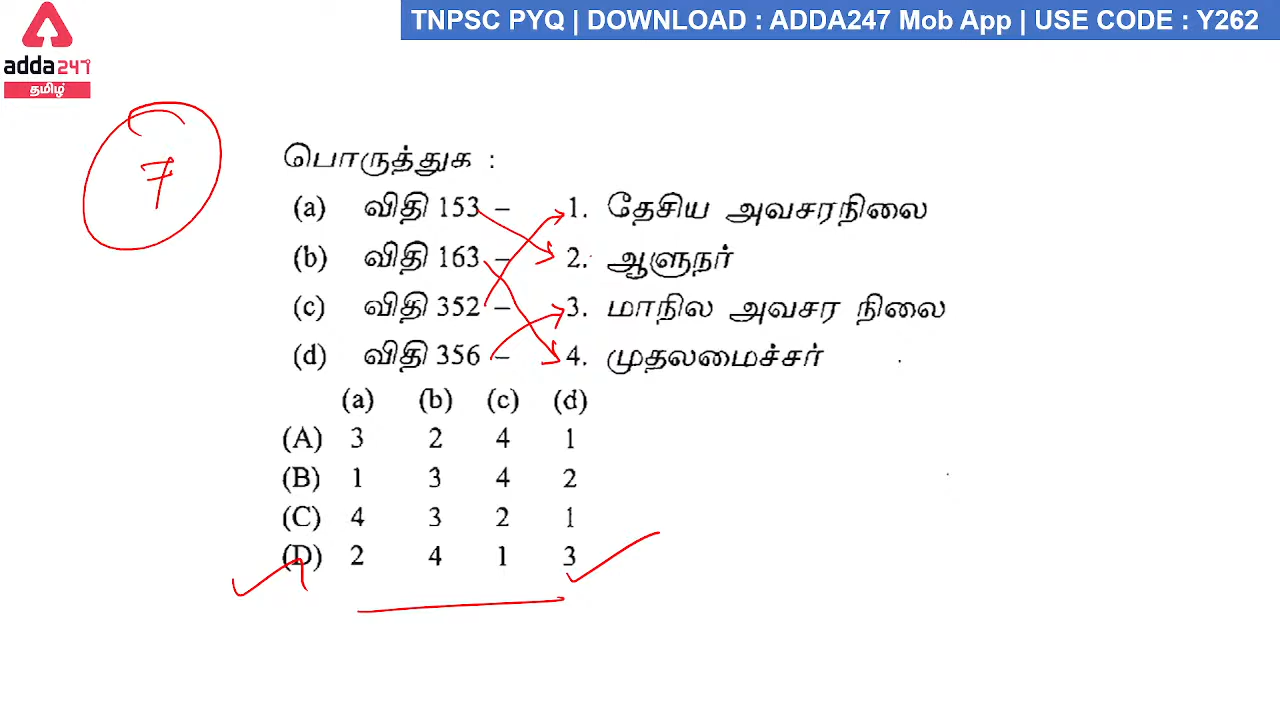 TNPSC PYQ | DOWNLOAD : ADDA247 Mob App | USE CODE : Y262
adda247
தமிழ்
7
பொருத்துக :
(a) விதி 153 – 1. தேசிய அவசரநிலை
(b) விதி 163 – 2. ஆளுநர்
(c) விதி 352 – 3. மாநில அவசர நிலை
(d) விதி 356 – 4. முதலமைச்சர்
(a) (b) (c) (d)
(A) 3 2 4 1
(B) 1 3 4 2
(C) 4 3 2 1
(D) 2 4 1 3